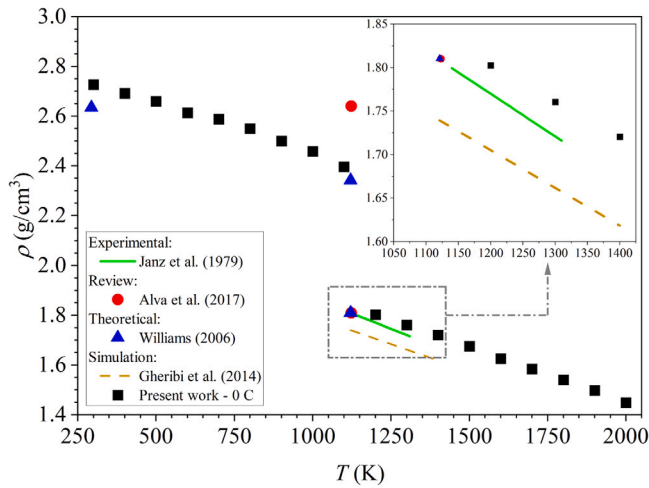 3.0
2.8
2.6
2.4
2.2
2.0
1.8
1.6
1.4
ρ (g/cm³)
250 500 750 1000 1250 1500 1750 2000
T (K)
Experimental:
Janz et al. (1979)
Review:
Alva et al. (2017)
Theoretical:
Williams (2006)
Simulation:
Gheribi et al. (2014)
Present work - 0 C
1.85
1.80
1.75
1.70
1.65
1.60
1050 1100 1150 1200 1250 1300 1350 1400